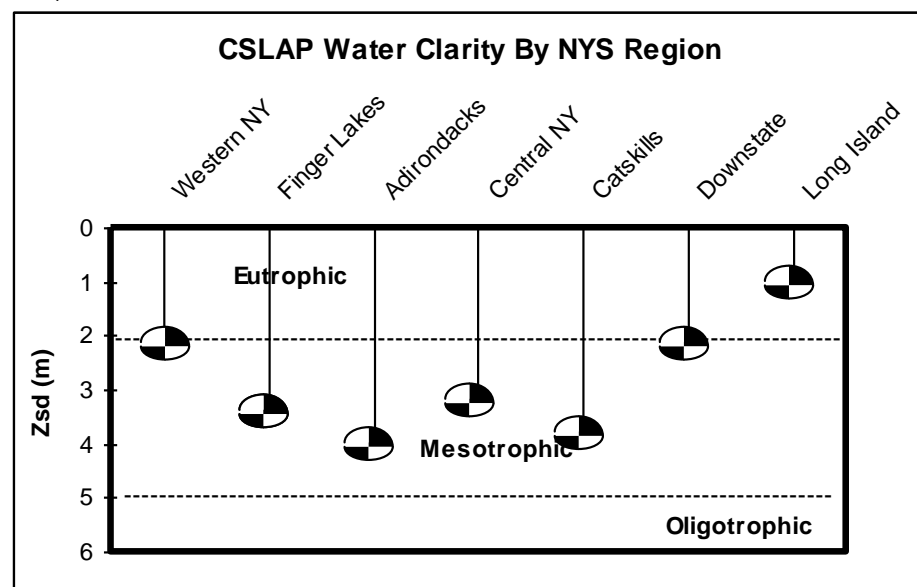 CSLAP Water Clarity By NYS Region
Western NY
Finger Lakes
Adirondacks
Central NY
Catskills
Downstate
Long Island
0
Eutrophic
1
2
3
Zsd (m)
4
Mesotrophic
5
Oligotrophic
6